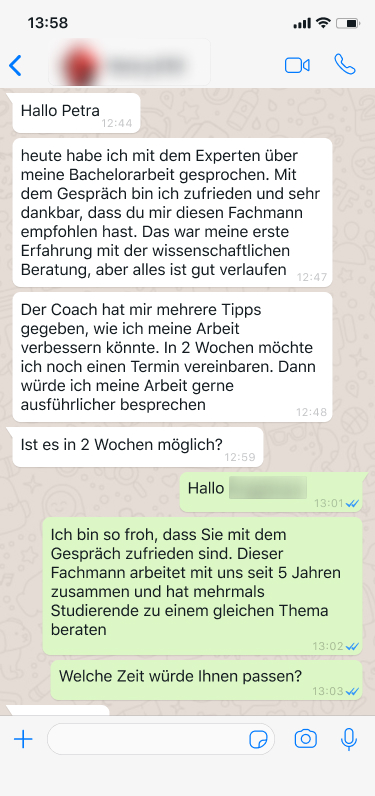 13:58
Hallo Petra
12:44
heute habe ich mit dem Experten über
meine Bachelorarbeit gesprochen. Mit
dem Gespräch bin ich zufrieden und sehr
dankbar, dass du mir diesen Fachmann
empfohlen hast. Das war meine erste
Erfahrung mit der wissenschaftlichen
Beratung, aber alles ist gut verlaufen
12:47
Der Coach hat mir mehrere Tipps
gegeben, wie ich meine Arbeit
verbessern könnte. In 2 Wochen möchte
ich noch einen Termin vereinbaren. Dann
würde ich meine Arbeit gerne
ausführlicher besprechen
12:48
Ist es in 2 Wochen möglich?
12:59
Hallo
13:01
Ich bin so froh, dass Sie mit dem
Gespräch zufrieden sind. Dieser
Fachmann arbeitet mit uns seit 5 Jahren
zusammen und hat mehrmals
Studierende zu einem gleichen Thema
beraten
13:02
Welche Zeit würde Ihnen passen?
13:03